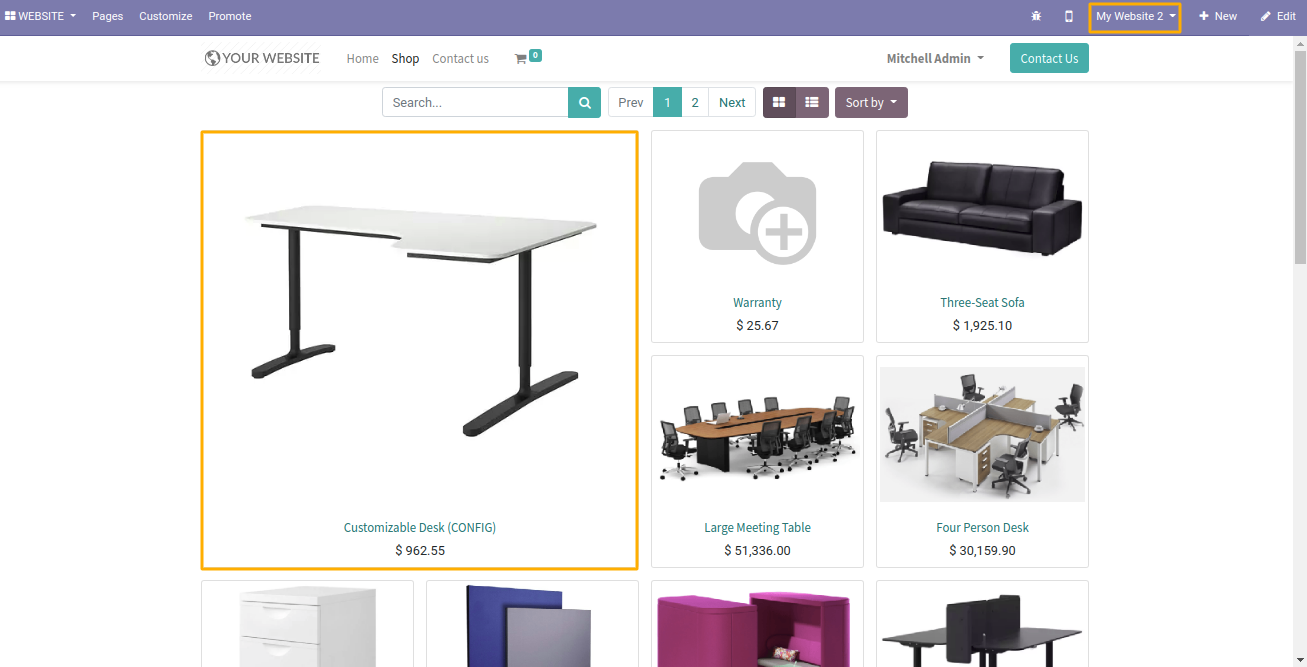 WEBSITE Pages Customize Promote My Website 2 New Edit
YOUR WEBSITE Home Shop Contact us 0 Mitchell Admin Contact Us
Search... Prev 1 2 Next Sort by
Warranty
$ 25.67
Three-Seat Sofa
$ 1,925.10
Customizable Desk (CONFIG)
$ 962.55
Large Meeting Table
$ 51,336.00
Four Person Desk
$ 30,159.90